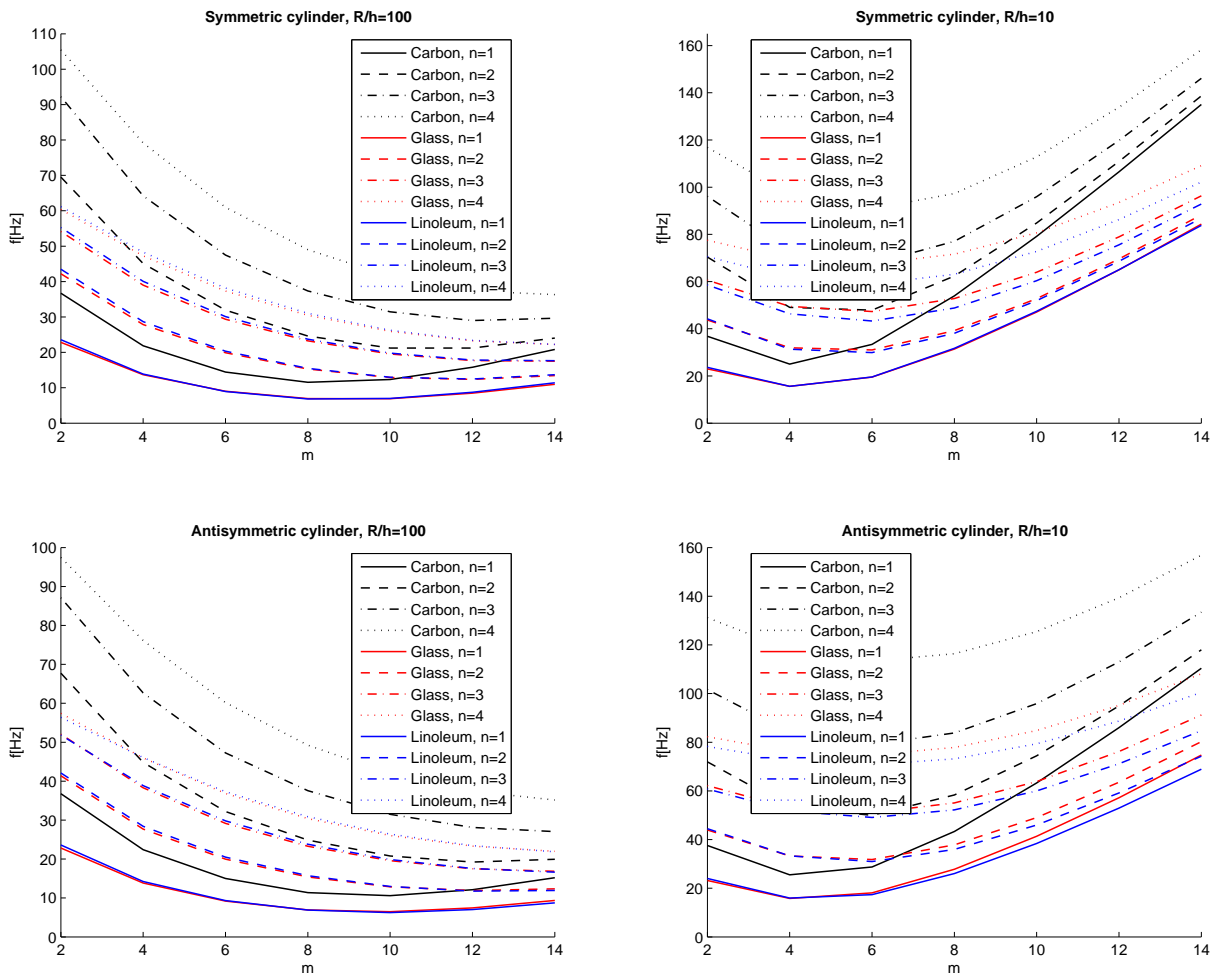 Symmetric cylinder, R/h=100
110
100
90
80
70
60
50
40
30
20
10
0
f[Hz]
2 4 6 8 10 12 14
m
Carbon, n=1
Carbon, n=2
Carbon, n=3
Carbon, n=4
Glass, n=1
Glass, n=2
Glass, n=3
Glass, n=4
Linoleum, n=1
Linoleum, n=2
Linoleum, n=3
Linoleum, n=4
Symmetric cylinder, R/h=10
160
140
120
100
80
60
40
20
0
f[Hz]
2 4 6 8 10 12 14
m
Carbon, n=1
Carbon, n=2
Carbon, n=3
Carbon, n=4
Glass, n=1
Glass, n=2
Glass, n=3
Glass, n=4
Linoleum, n=1
Linoleum, n=2
Linoleum, n=3
Linoleum, n=4
Antisymmetric cylinder, R/h=100
100
90
80
70
60
50
40
30
20
10
0
f[Hz]
2 4 6 8 10 12 14
m
Carbon, n=1
Carbon, n=2
Carbon, n=3
Carbon, n=4
Glass, n=1
Glass, n=2
Glass, n=3
Glass, n=4
Linoleum, n=1
Linoleum, n=2
Linoleum, n=3
Linoleum, n=4
Antisymmetric cylinder, R/h=10
160
140
120
100
80
60
40
20
0
f[Hz]
2 4 6 8 10 12 14
m
Carbon, n=1
Carbon, n=2
Carbon, n=3
Carbon, n=4
Glass, n=1
Glass, n=2
Glass, n=3
Glass, n=4
Linoleum, n=1
Linoleum, n=2
Linoleum, n=3
Linoleum, n=4